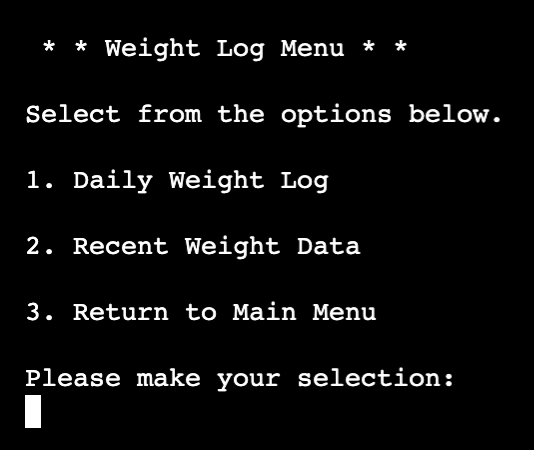 * * Weight Log Menu * *
Select from the options below.
1. Daily Weight Log
2. Recent Weight Data
3. Return to Main Menu
Please make your selection: